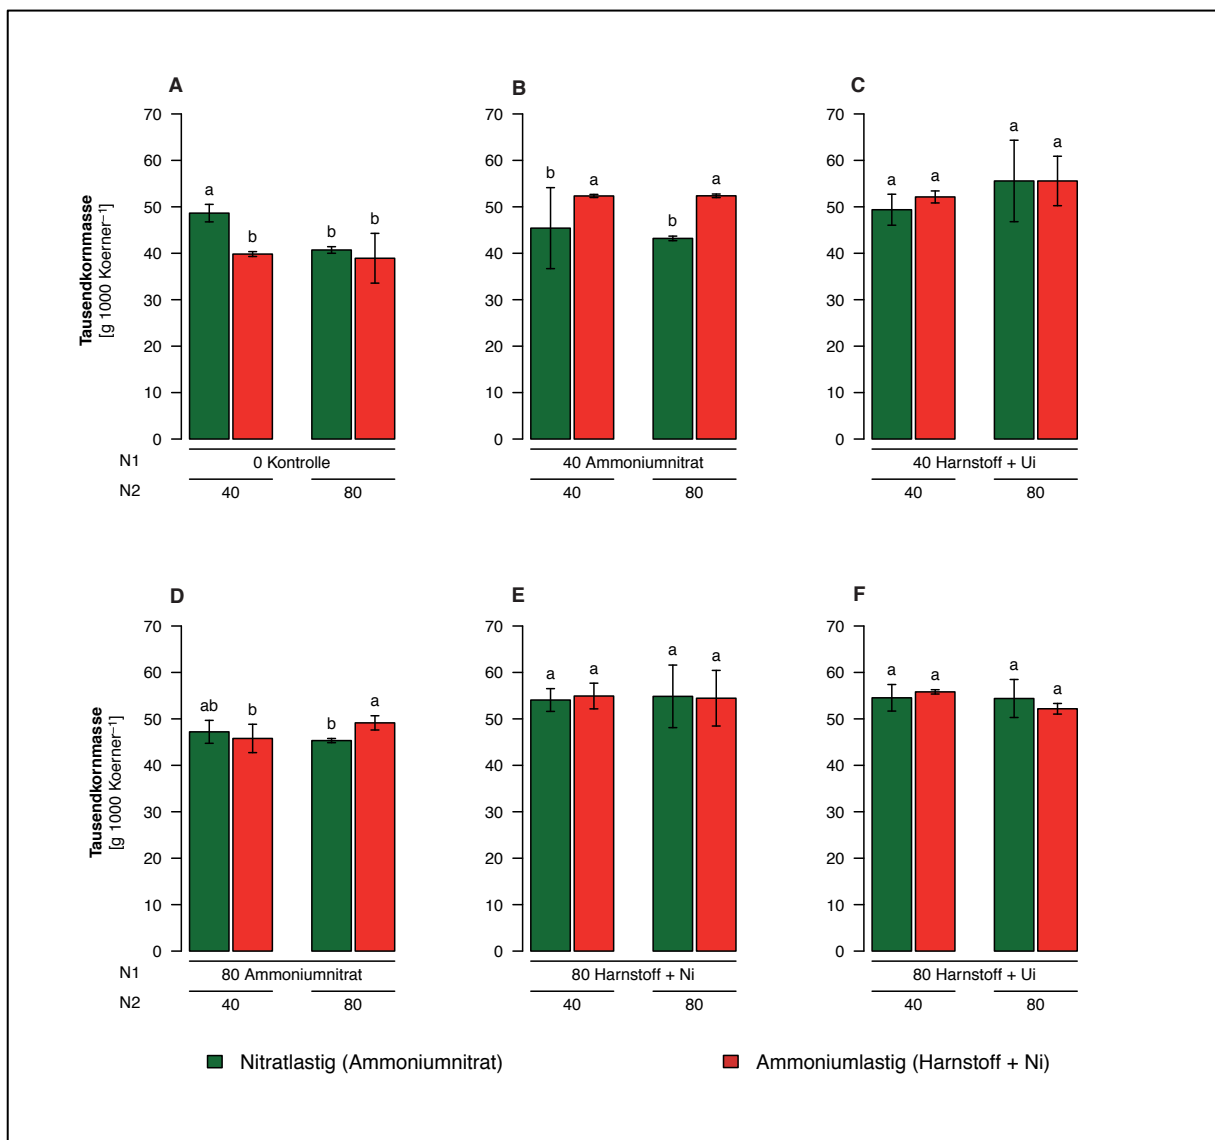 A B C
70 70 70
a a
60 60 60
b a a a
a
50 50 50
b b b b
40 40 40
30 30 30
20 20 20
10 10 10
0 0 0
Tausendkornmasse
[g 1000 Koerner⁻¹]
N1 0 Kontrolle 40 Ammoniumnitrat 40 Harnstoff + Ui
N2 40 80 40 80 40 80
D E F
70 70 70
a a a a a a a a
60 60 60
ab b b a
50 50 50
40 40 40
30 30 30
20 20 20
10 10 10
0 0 0
Tausendkornmasse
[g 1000 Koerner⁻¹]
N1 80 Ammoniumnitrat 80 Harnstoff + Ni 80 Harnstoff + Ui
N2 40 80 40 80 40 80
Nitratlastig (Ammoniumnitrat) Ammoniumlastig (Harnstoff + Ni)